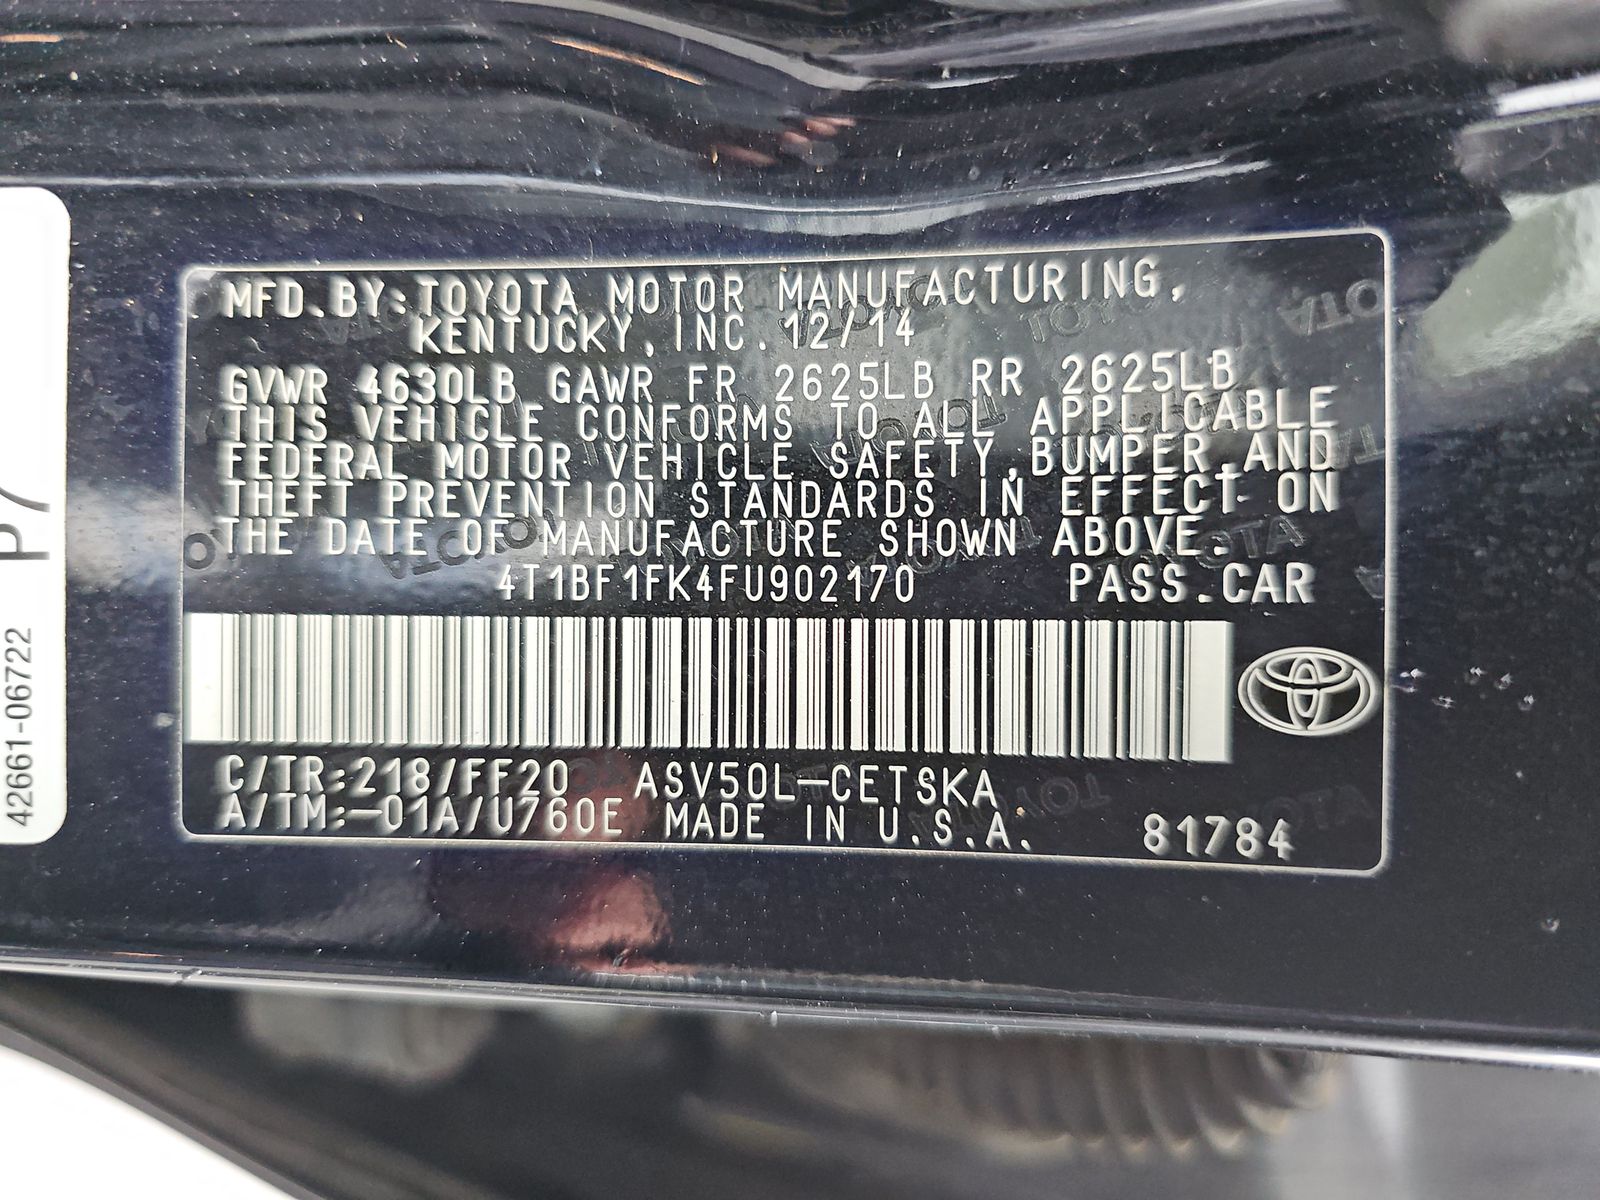 MFD.BY:TOYOTA MOTOR MANUFACTURING,
KENTUCKY,INC. 12/14
GVWR 4630LB GAWR FR 2625LB RR 2625LB
THIS VEHICLE CONFORMS TO ALL APPLICABLE
FEDERAL MOTOR VEHICLE SAFETY,BUMPER,AND
THEFT PREVENTION STANDARDS IN EFFECT ON
THE DATE OF MANUFACTURE SHOWN ABOVE.
4T1BF1FK4FU902170 PASS.CAR
C/TR:218/FF20 ASV50L-CETSKA
A/TM:-01A/U760E MADE IN U.S.A. 81784
P7
42661-06722